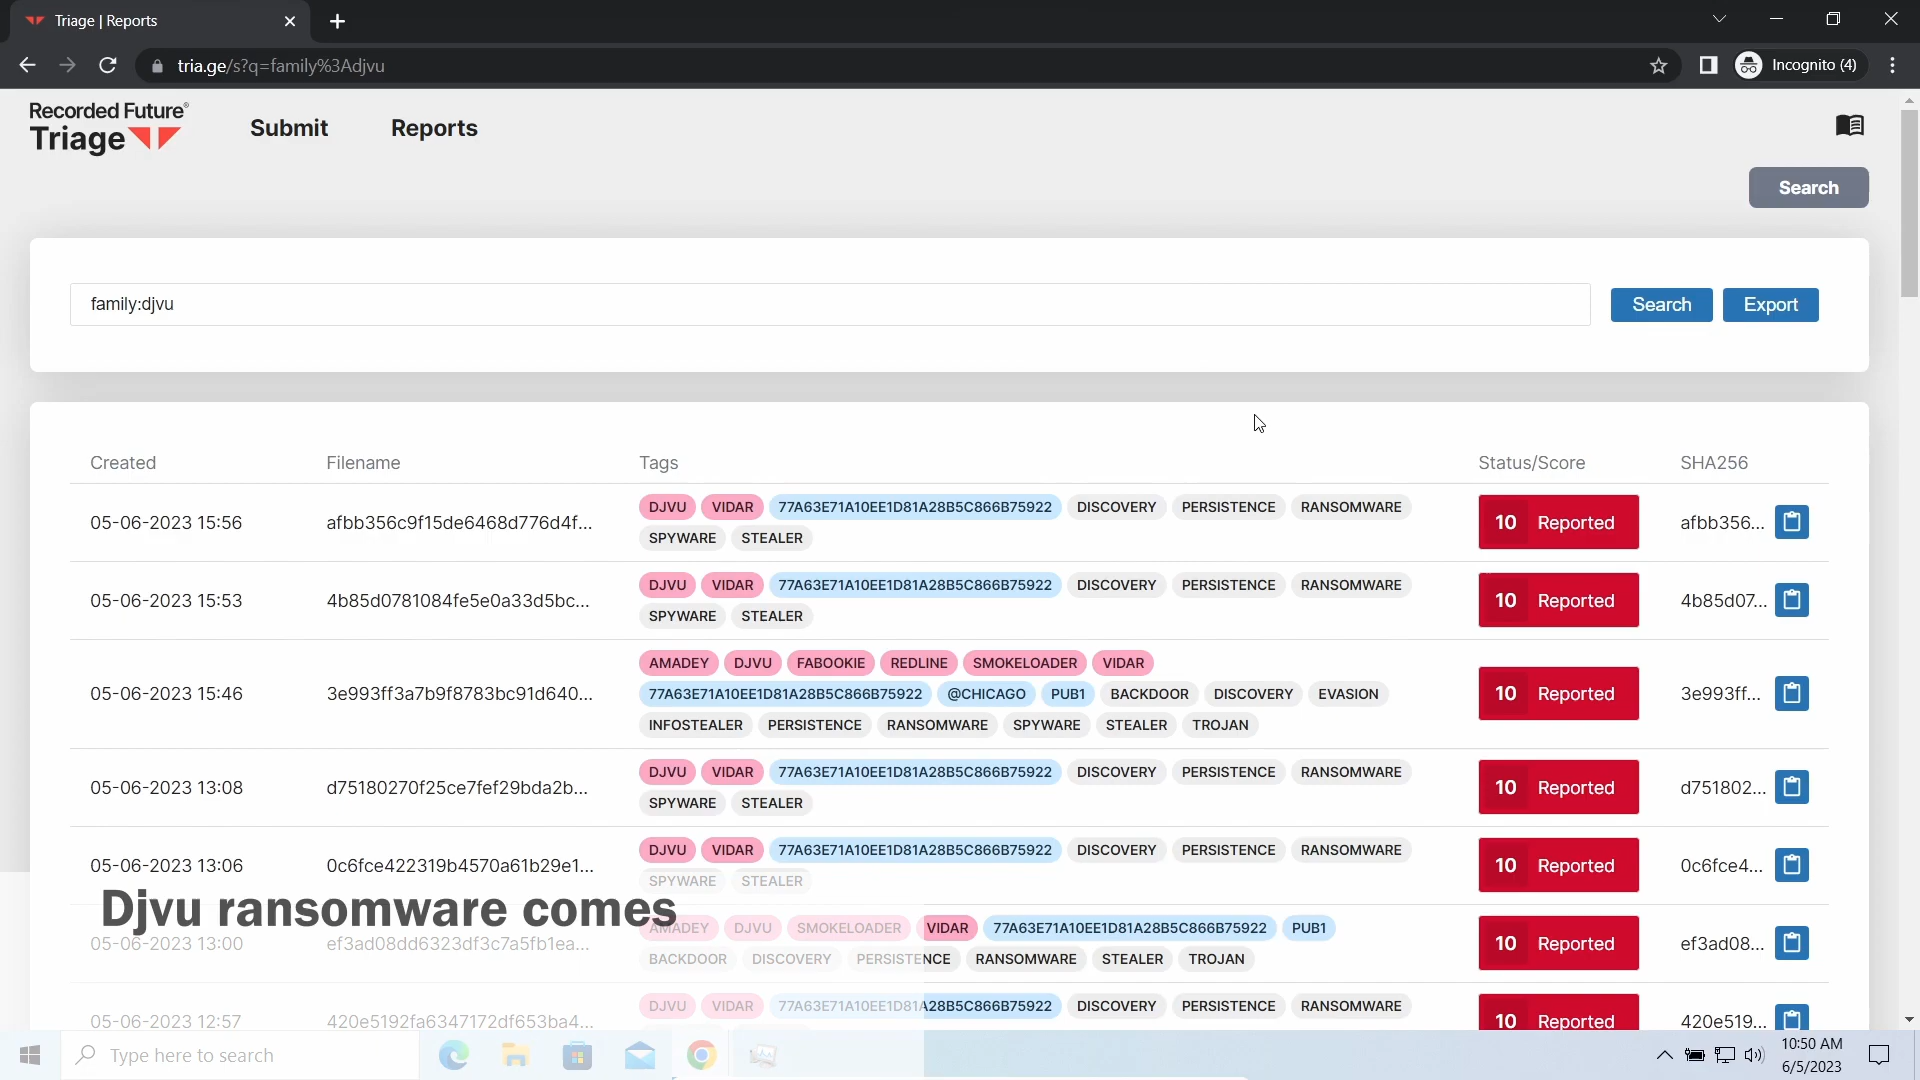 Triage | Reports
tria.ge/s?q=family%3Adjvu
Incognito (4)
Recorded Future®
Triage
Submit
Reports
Search
family:djvu
Search
Export
Created
Filename
Tags
Status/Score
SHA256
DJVU VIDAR 77A63E71A10EE1D81A28B5C866B75922 DISCOVERY PERSISTENCE RANSOMWARE
05-06-2023 15:56 afbb356c9f15de6468d776d4f... 10 Reported afbb356...
SPYWARE STEALER
DJVU VIDAR 77A63E71A10EE1D81A28B5C866B75922 DISCOVERY PERSISTENCE RANSOMWARE
05-06-2023 15:53 4b85d0781084fe5e0a33d5bc... 10 Reported 4b85d07...
SPYWARE STEALER
AMADEY DJVU FABOOKIE REDLINE SMOKELOADER VIDAR
05-06-2023 15:46 3e993ff3a7b9f8783bc91d640... 77A63E71A10EE1D81A28B5C866B75922 @CHICAGO PUB1 BACKDOOR DISCOVERY EVASION 10 Reported 3e993ff...
INFOSTEALER PERSISTENCE RANSOMWARE SPYWARE STEALER TROJAN
DJVU VIDAR 77A63E71A10EE1D81A28B5C866B75922 DISCOVERY PERSISTENCE RANSOMWARE
05-06-2023 13:08 d75180270f25ce7fef29bda2b... 10 Reported d751802...
SPYWARE STEALER
DJVU VIDAR 77A63E71A10EE1D81A28B5C866B75922 DISCOVERY PERSISTENCE RANSOMWARE
05-06-2023 13:06 0c6fce422319b4570a61b29e1... 10 Reported 0c6fce4...
SPYWARE STEALER
Djvu ransomware comes
AMADEY DJVU SMOKELOADER VIDAR 77A63E71A10EE1D81A28B5C866B75922 PUB1
05-06-2023 13:00 ef3ad08dd6323df3c7a5fb1ea... 10 Reported ef3ad08...
BACKDOOR DISCOVERY PERSISTENCE RANSOMWARE STEALER TROJAN
DJVU VIDAR 77A63E71A10EE1D81A28B5C866B75922 DISCOVERY PERSISTENCE RANSOMWARE
05-06-2023 12:57 420e5192fa6347172df653ba4... 10 Reported 420e519...
Type here to search
10:50 AM
6/5/2023